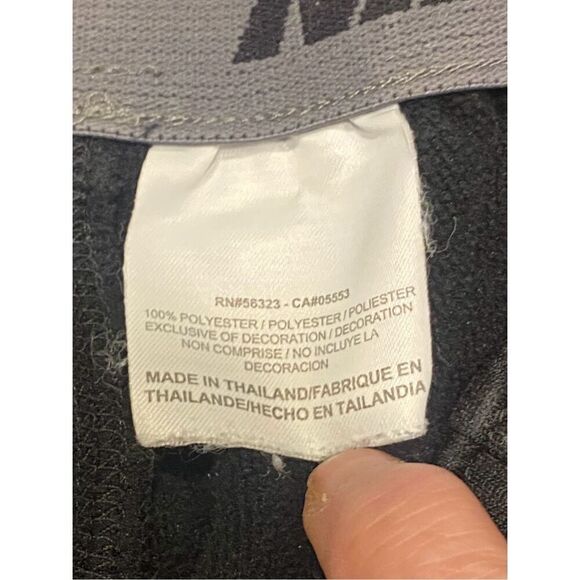 RN#56323 - CA#05553
100% POLYESTER / POLYESTER / POLIESTER
EXCLUSIVE OF DECORATION / DECORATION
NON COMPRISE / NO INCLUYE LA
DECORACION
MADE IN THAILAND/FABRIQUE EN
THAILANDE/HECHO EN TAILANDIA